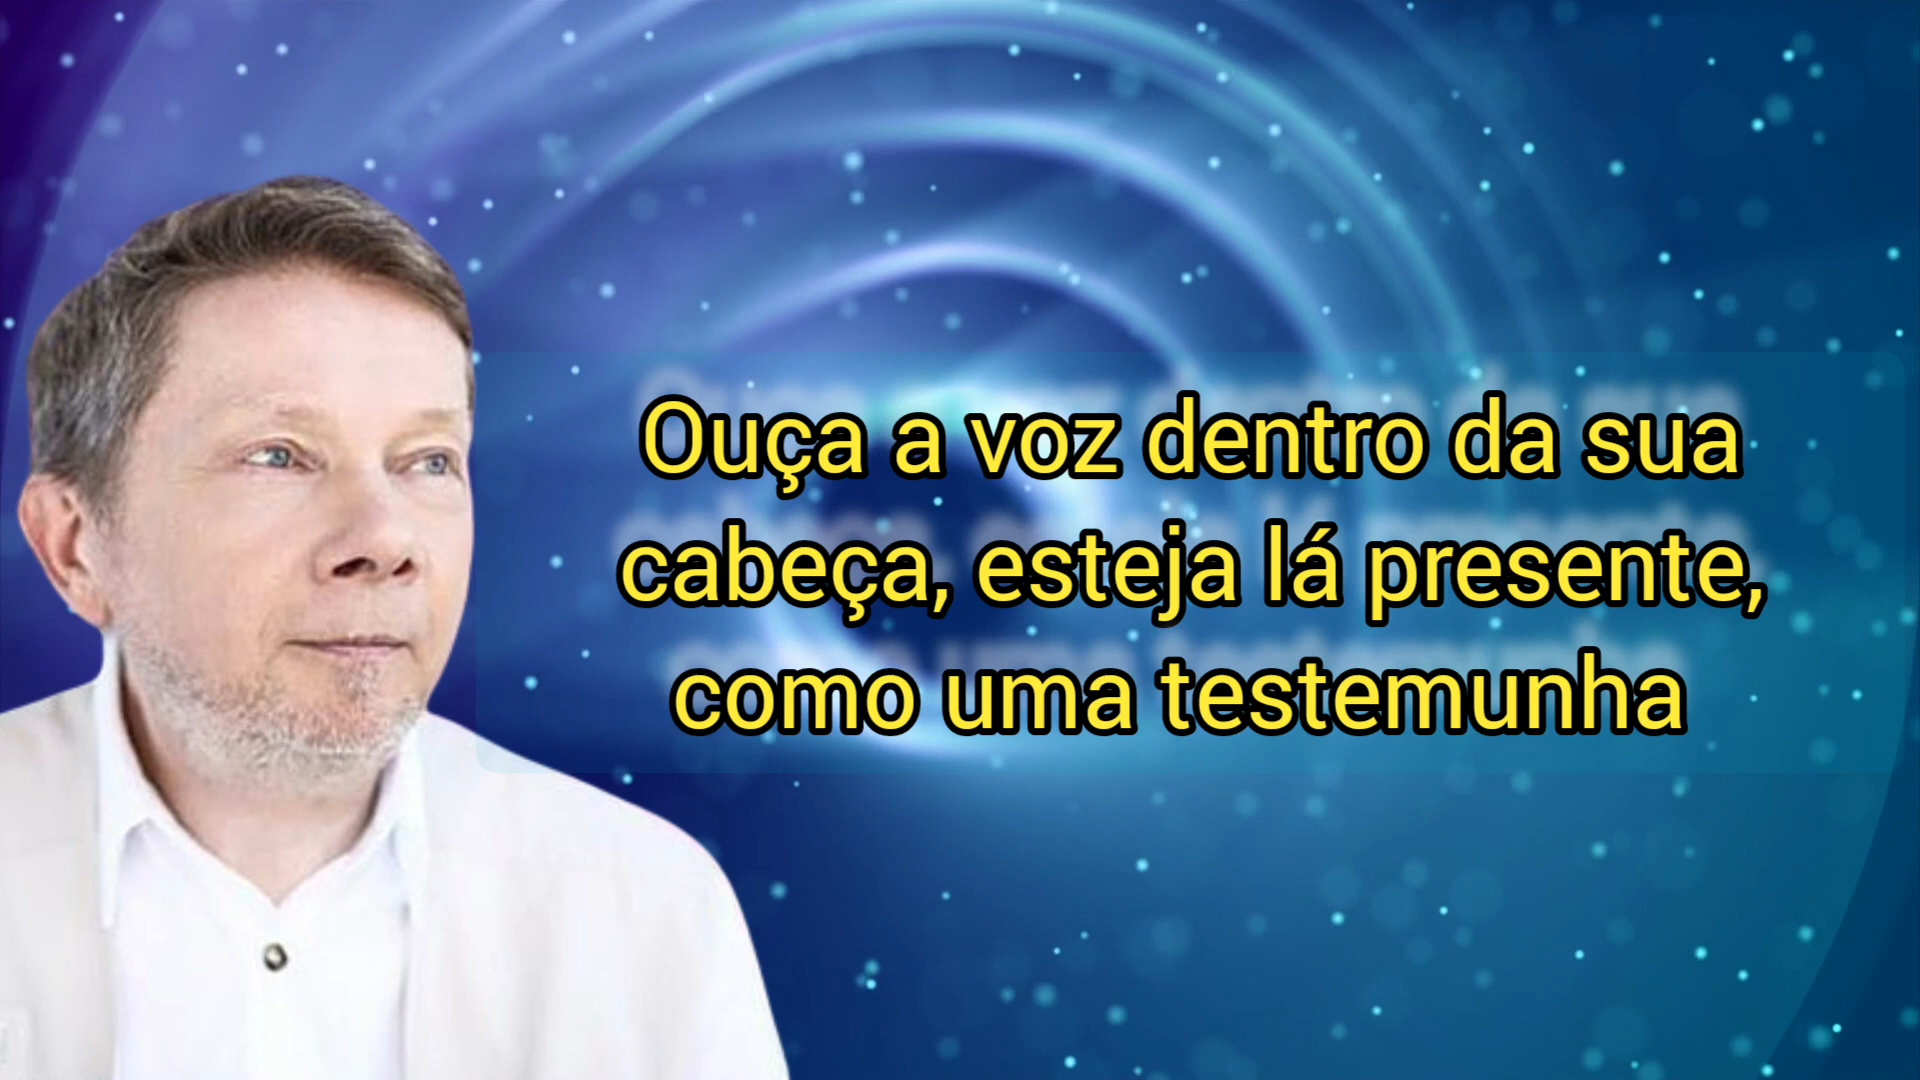 Ouça a voz dentro da sua
cabeça, esteja lá presente,
como uma testemunha